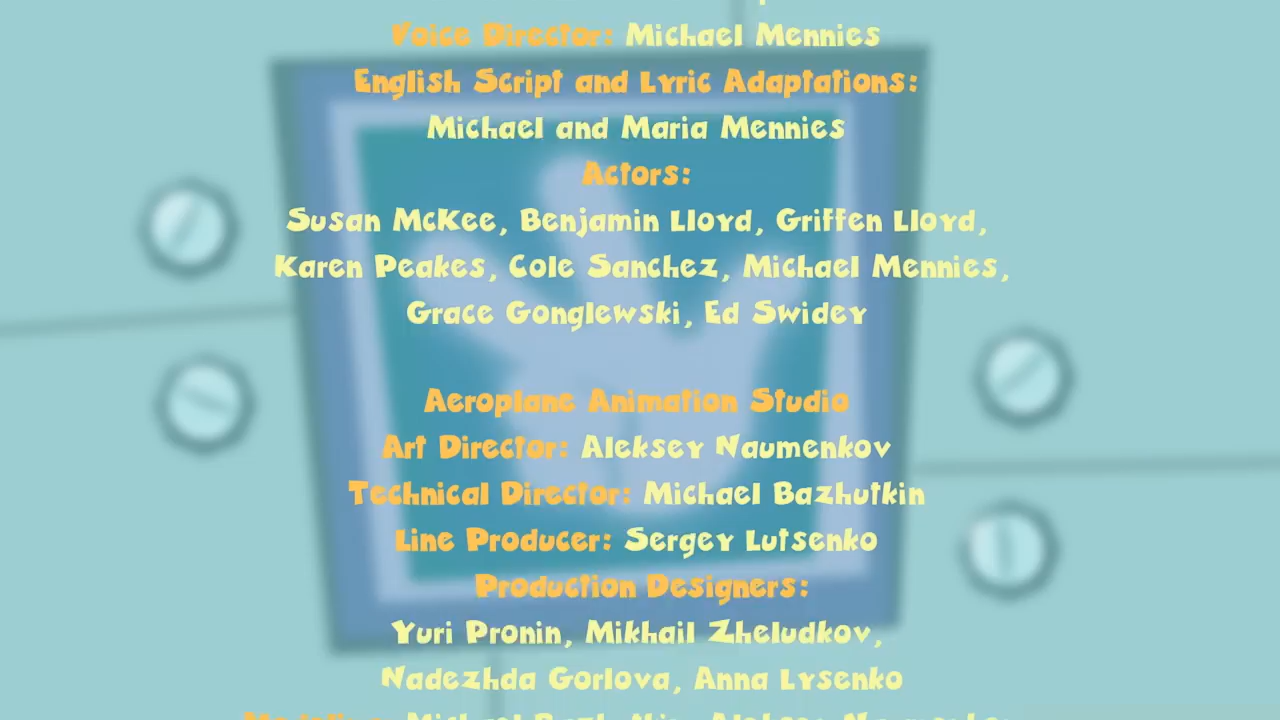 Voice Director: Michael Mennies
English Script and Lyric Adaptations:
Michael and Maria Mennies
Actors:
Susan McKee, Benjamin Lloyd, Griffen Lloyd,
Karen Peakes, Cole Sanchez, Michael Mennies,
Grace Gonglewski, Ed Swidey
Aeroplane Animation Studio
Art Director: Aleksey Naumenkov
Technical Director: Michael Bazhutkin
Line Producer: Sergey Lutsenko
Production Designers:
Yuri Pronin, Mikhail Zheludkov,
Nadezhda Gorlova, Anna Lysenko